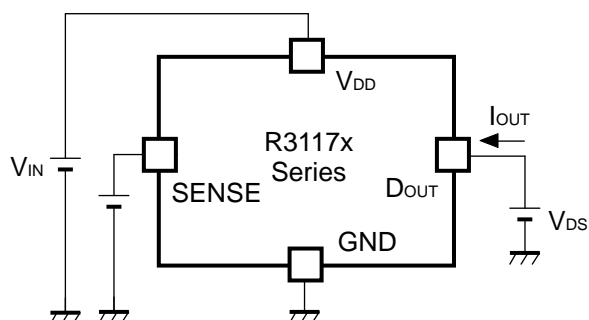 VDD
IOUT
R3117x
Series
VIN
SENSE
DOUT
GND
VDS